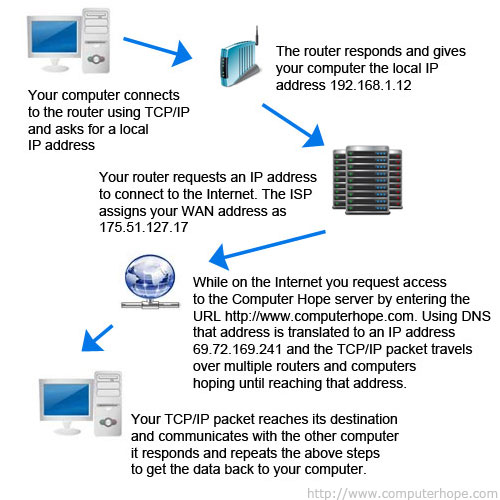 Your computer connects
to the router using TCP/IP
and asks for a local
IP address
The router responds and gives
your computer the local IP
address 192.168.1.12
Your router requests an IP address
to connect to the Internet. The ISP
assigns your WAN address as
175.51.127.17
While on the Internet you request access
to the Computer Hope server by entering the
URL http://www.computerhope.com. Using DNS
that address is translated to an IP address
69.72.169.241 and the TCP/IP packet travels
over multiple routers and computers
hoping until reaching that address.
Your TCP/IP packet reaches its destination
and communicates with the other computer
it responds and repeats the above steps
to get the data back to your computer.
http://www.computerhope.com